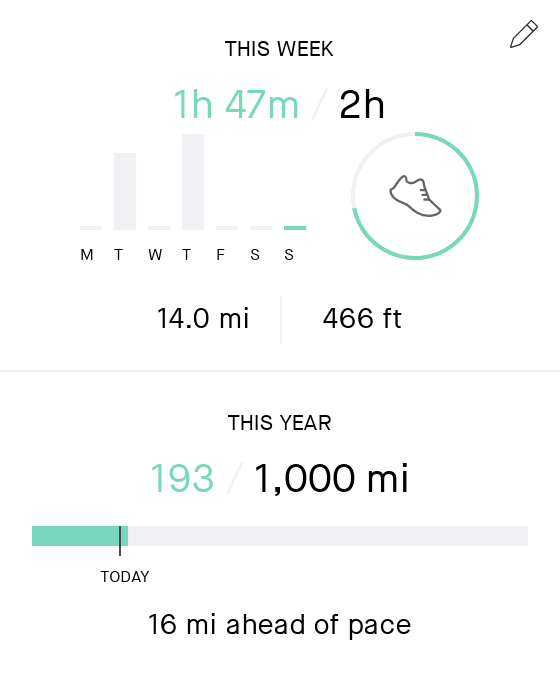 THIS WEEK
1h 47m / 2h
M T W T F S S
14.0 mi 466 ft
THIS YEAR
193 / 1,000 mi
TODAY
16 mi ahead of pace